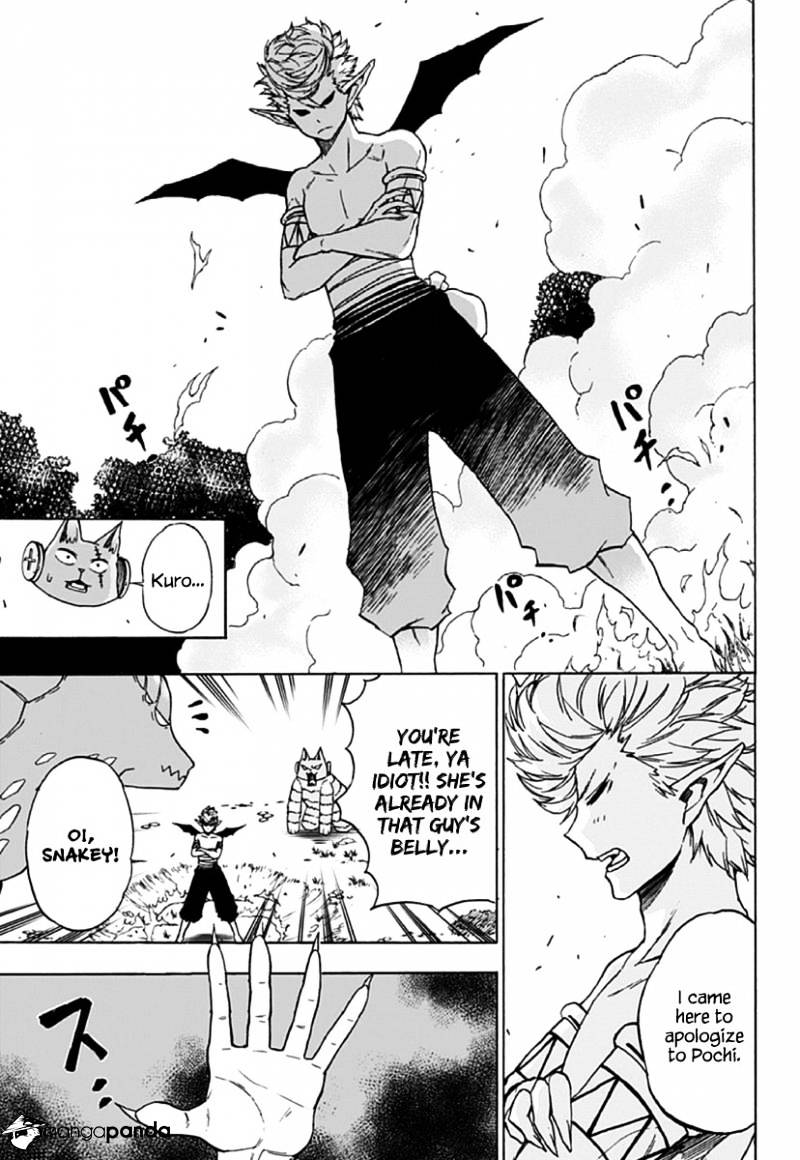 パチ
パチ
パチ
Kuro...
I came
here to
apologize
to Pochi.
YOU'RE
LATE, YA
IDIOT!! SHE'S
ALREADY IN
THAT GUY'S
BELLY...
OI,
SNAKEY!
ス...
mangapanda